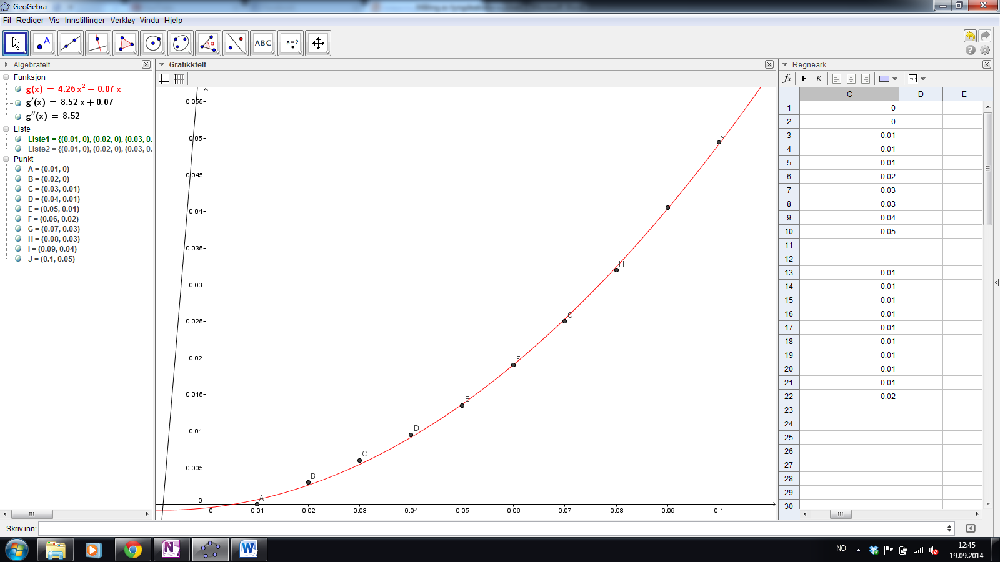 GeoGebra
Fil Rediger Vis Innstillinger Verktøy Vindu Hjelp
A
α
ABC
a = 2
Algebrafelt
Funksjon
g(x) = 4.26 x² + 0.07 x
g′(x) = 8.52 x + 0.07
g″(x) = 8.52
Liste
Liste1 = {(0.01, 0), (0.02, 0), (0.03, 0.
Liste2 = {(0.01, 0), (0.02, 0), (0.03, 0.
Punkt
A = (0.01, 0)
B = (0.02, 0)
C = (0.03, 0.01)
D = (0.04, 0.01)
E = (0.05, 0.01)
F = (0.06, 0.02)
G = (0.07, 0.03)
H = (0.08, 0.03)
I = (0.09, 0.04)
J = (0.1, 0.05)
Grafikkfelt
0.055
0.05
0.045
0.04
0.035
0.03
0.025
0.02
0.015
0.01
0.005
0
0 0.01 0.02 0.03 0.04 0.05 0.06 0.07 0.08 0.09 0.1
A
B
C
D
E
F
G
H
I
J
Regneark
fx F K
C D E
1 0
2 0
3 0.01
4 0.01
5 0.01
6 0.02
7 0.03
8 0.03
9 0.04
10 0.05
11
12
13 0.01
14 0.01
15 0.01
16 0.01
17 0.01
18 0.01
19 0.01
20 0.01
21 0.01
22 0.02
23
24
25
26
27
28
29
30
Skriv inn:
N
W
NO
12:45
19.09.2014